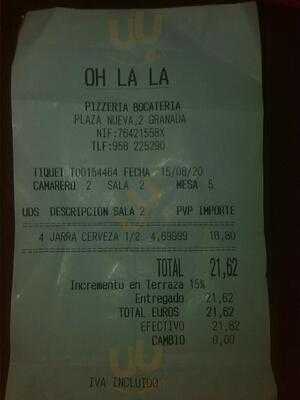 OH LA LA
PIZZERIA BOCATERIA
PLAZA NUEVA,2 GRANADA
NIF:76421558X
TLF:958 225290
TIQUET T00154464 FECHA 15/08/20
CAMARERO 2 SALA 2 MESA 5
UDS DESCRIPCION SALA 2 PVP IMPORTE
4 JARRA CERVEZA 1/2 4,69999 18,80
TOTAL 21,62
Incremento en Terraza 15%
Entregado 21,62
TOTAL EUROS 21,62
EFECTIVO 21,62
CAMBIO 0,00
IVA INCLUIDO